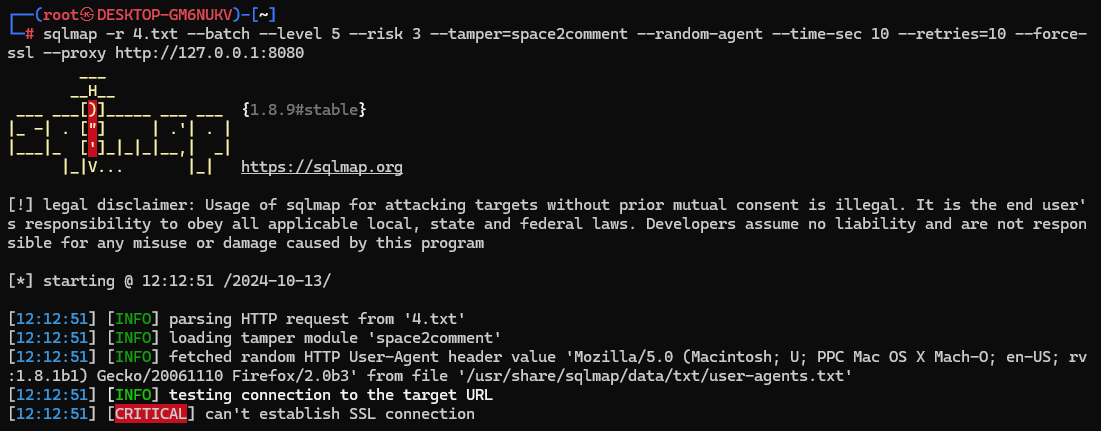 ┌──(root㉿DESKTOP-GM6NUKV)-[~]
└─# sqlmap -r 4.txt --batch --level 5 --risk 3 --tamper=space2comment --random-agent --time-sec 10 --retries=10 --force-
ssl --proxy http://127.0.0.1:8080
        ___
       __H__
 ___ ___[)]_____ ___ ___  {1.8.9#stable}
|_ -| . ["]     | .'| . |
|___|_  [']_|_|_|__,|  _|
      |_|V...       |_|   https://sqlmap.org
[!] legal disclaimer: Usage of sqlmap for attacking targets without prior mutual consent is illegal. It is the end user'
s responsibility to obey all applicable local, state and federal laws. Developers assume no liability and are not respon
sible for any misuse or damage caused by this program
[*] starting @ 12:12:51 /2024-10-13/
[12:12:51] [INFO] parsing HTTP request from '4.txt'
[12:12:51] [INFO] loading tamper module 'space2comment'
[12:12:51] [INFO] fetched random HTTP User-Agent header value 'Mozilla/5.0 (Macintosh; U; PPC Mac OS X Mach-O; en-US; rv
:1.8.1b1) Gecko/20061110 Firefox/2.0b3' from file '/usr/share/sqlmap/data/txt/user-agents.txt'
[12:12:51] [INFO] testing connection to the target URL
[12:12:51] [CRITICAL] can't establish SSL connection